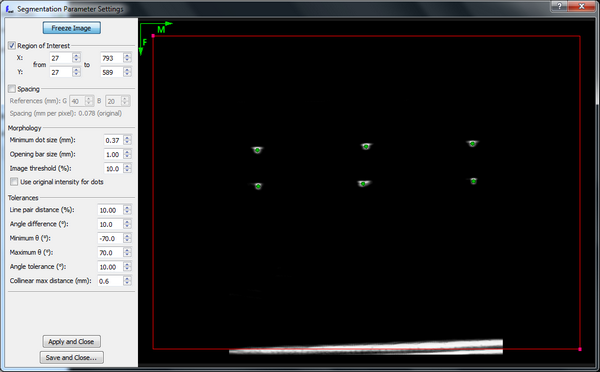 Segmentation Parameter Settings
Freeze Image
Region of Interest
X: 27 793
from to
Y: 27 589
Spacing
References (mm): G 40 B 20
Spacing (mm per pixel): 0.078 (original)
Morphology
Minimum dot size (mm): 0.37
Opening bar size (mm): 1.00
Image threshold (%): 10.0
Use original intensity for dots
Tolerances
Line pair distance (%): 10.00
Angle difference (°): 10.0
Minimum θ (°): -70.0
Maximum θ (°): 70.0
Angle tolerance (°): 10.00
Collinear max distance (mm): 0.6
Apply and Close
Save and Close...
M
F